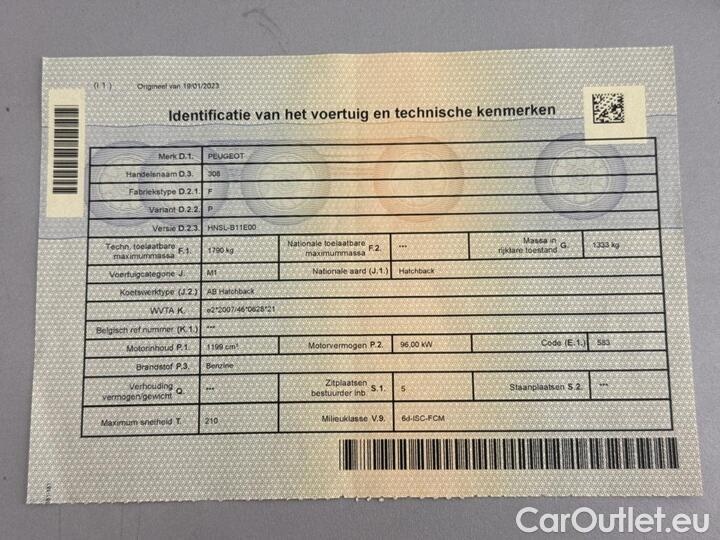 (I 1.) Origineel van 19/01/2023
Identificatie van het voertuig en technische kenmerken
Merk D.1. PEUGEOT
Handelsnaam D.3. 308
Fabriekstype D.2.1. F
Variant D.2.2. P
Versie D.2.3. HNSL-B11E00
Techn. toelaatbare maximummassa F.1. 1790 kg Nationale toelaatbare maximummassa F.2. *** Massa in rijklare toestand G. 1333 kg
Voertuigcategorie J. M1 Nationale aard (J.1.) Hatchback
Koetswerktype (J.2.) AB Hatchback
WVTA K. e2*2007/46*0628*21
Belgisch ref nummer (K.1.) ***
Motorinhoud P.1. 1199 cm³ Motorvermogen P.2. 96,00 kW Code (E.1.) 583
Brandstof P.3. Benzine
Verhouding vermogen/gewicht Q. *** Zitplaatsen bestuurder inb. S.1. 5 Staanplaatsen S.2. ***
Maximum snelheid T. 210 Milieuklasse V.9. 6d-ISC-FCM
CarOutlet.eu